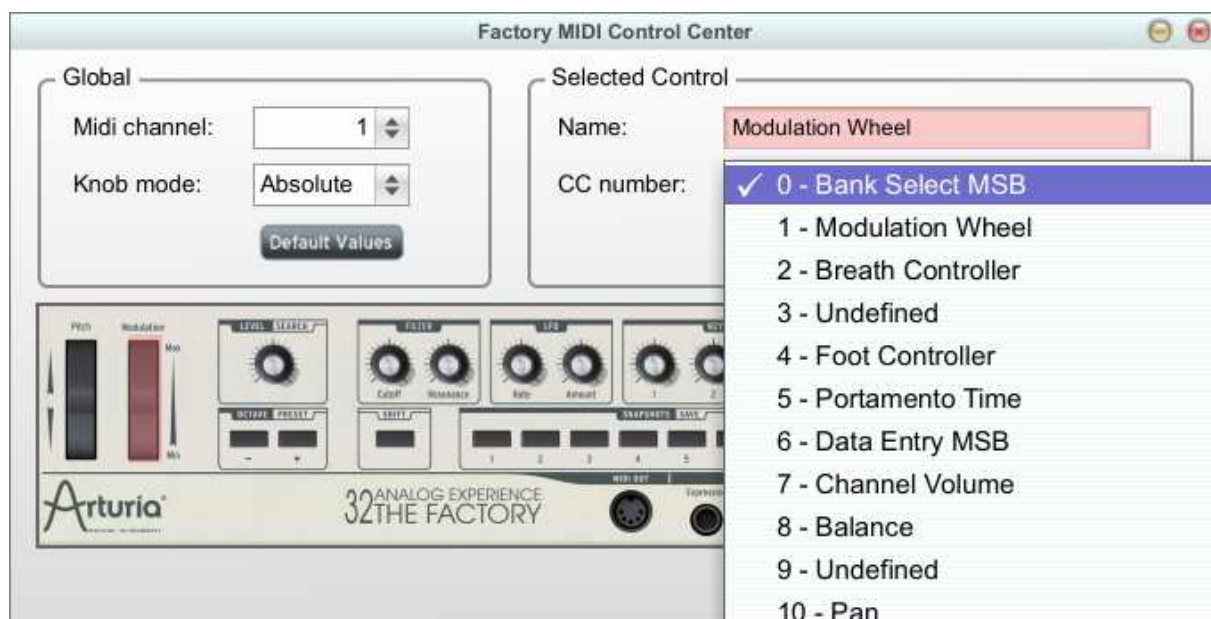 Factory MIDI Control Center
Global
Midi channel: 1
Knob mode: Absolute
Default Values
Selected Control
Name: Modulation Wheel
CC number:
✓ 0 - Bank Select MSB
1 - Modulation Wheel
2 - Breath Controller
3 - Undefined
4 - Foot Controller
5 - Portamento Time
6 - Data Entry MSB
7 - Channel Volume
8 - Balance
9 - Undefined
10 - Pan
Pitch Modulation
Max
Min
LEVEL SEARCH
FILTER
LFO
Cutoff Resonance
Rate Amount
1 2
OCTAVE PRESET
SHIFT
SNAPSHOTS SAVE
- +
1 2 3 4 5
MIDI OUT
Arturia
32 ANALOG EXPERIENCE
THE FACTORY